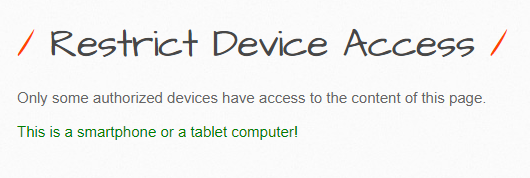 / Restrict Device Access /
Only some authorized devices have access to the content of this page.
This is a smartphone or a tablet computer!